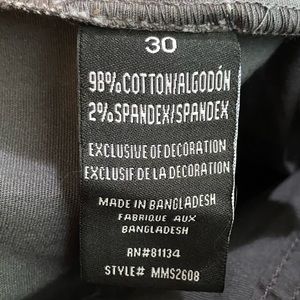 30
98%COTTON/ALGODÓN
2%SPANDEX/SPANDEX
EXCLUSIVE OF DECORATION
EXCLUSIF DE LA DECORATION
MADE IN BANGLADESH
FABRIQUE AUX
BANGLADESH
RN#81134
STYLE# MMS2608